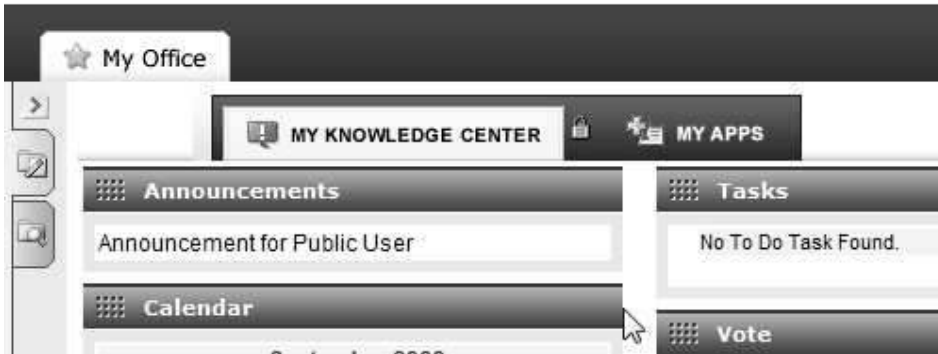 My Office
MY KNOWLEDGE CENTER
MY APPS
Announcements
Tasks
Announcement for Public User
No To Do Task Found.
Calendar
Vote